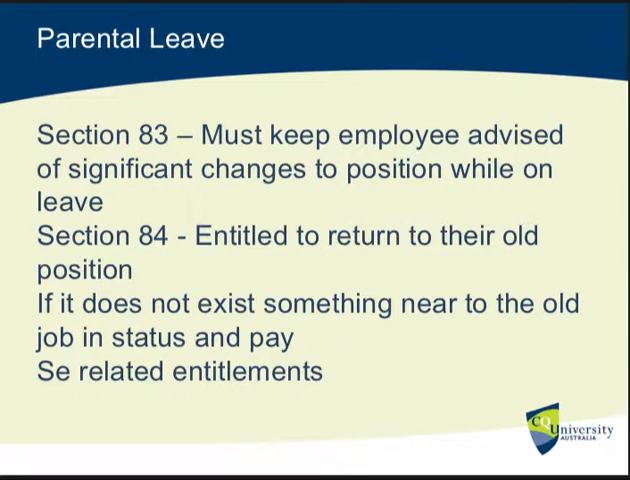 Parental Leave
Section 83 – Must keep employee advised
of significant changes to position while on
leave
Section 84 - Entitled to return to their old
position
If it does not exist something near to the old
job in status and pay
Se related entitlements
CQUniversity
AUSTRALIA